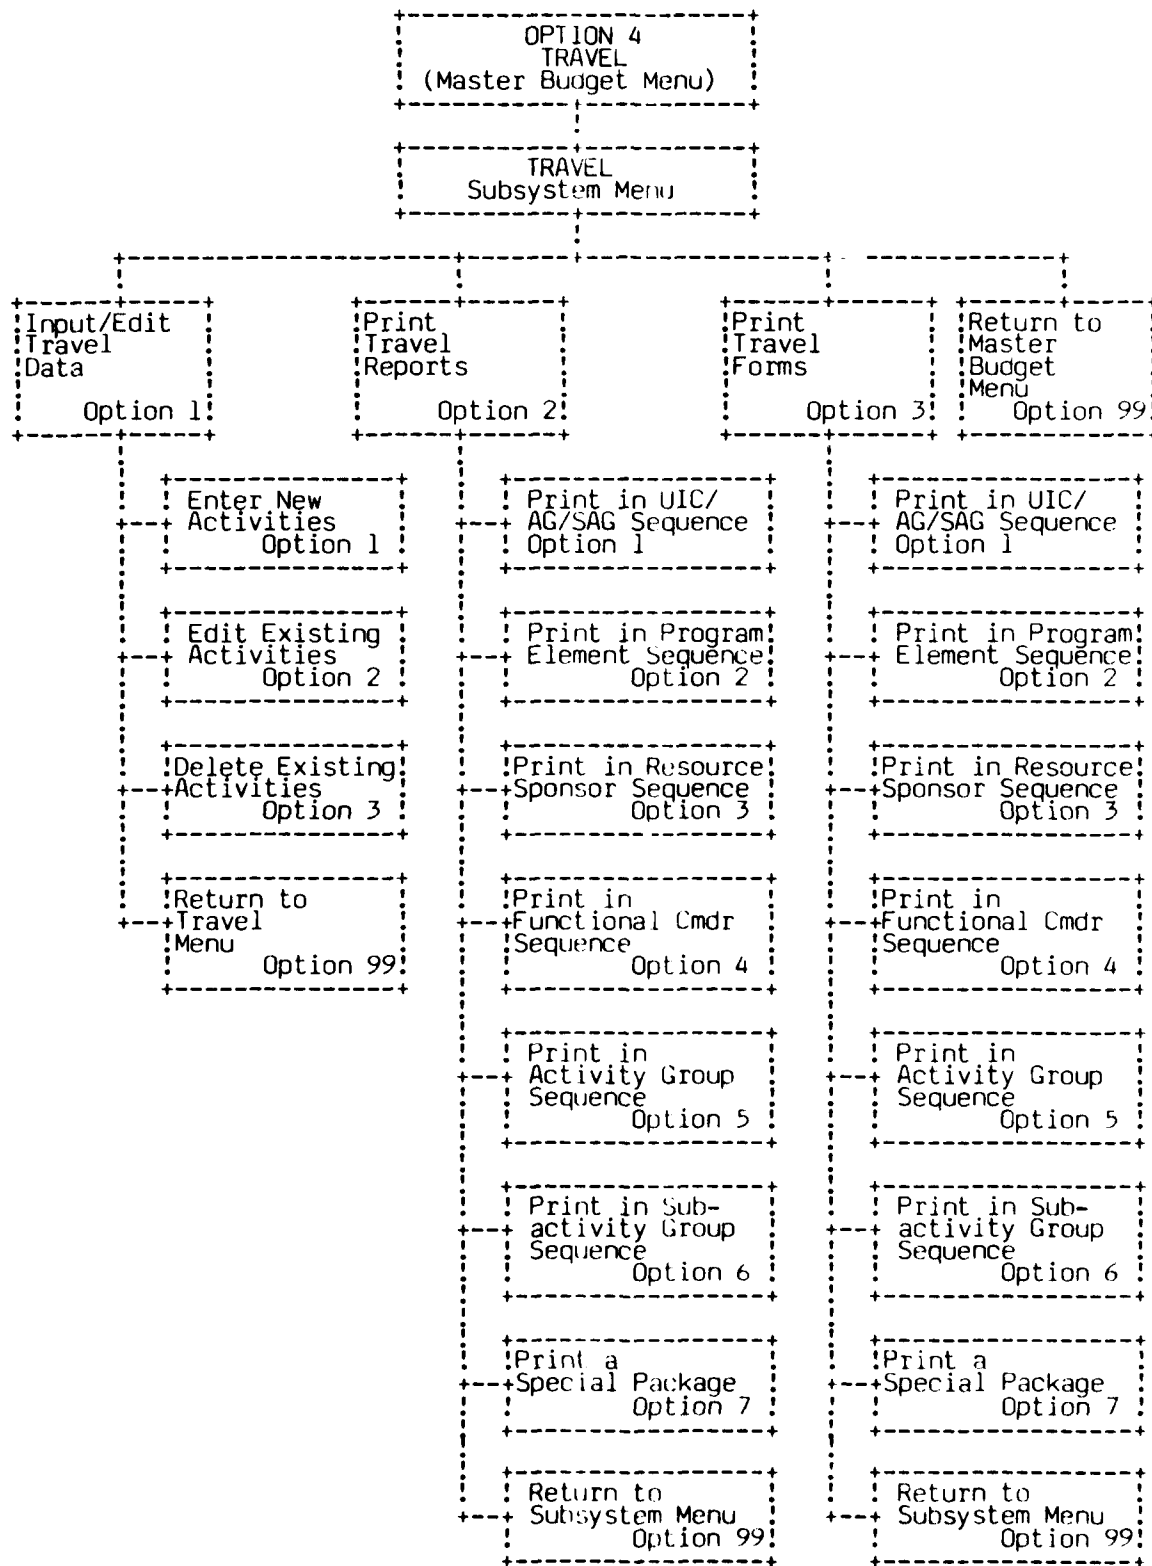 OPTION 4
TRAVEL
(Master Budget Menu)
TRAVEL
Subsystem Menu
Input/Edit
Travel
Data
Option 1
Print
Travel
Reports
Option 2
Print
Travel
Forms
Option 3
Return to
Master
Budget
Menu
Option 99
Enter New
Activities
Option 1
Edit Existing
Activities
Option 2
Delete Existing
Activities
Option 3
Return to
Travel
Menu
Option 99
Print in UIC/
AG/SAG Sequence
Option 1
Print in Program
Element Sequence
Option 2
Print in Resource
Sponsor Sequence
Option 3
Print in
Functional Cmdr
Sequence
Option 4
Print in
Activity Group
Sequence
Option 5
Print in Sub-
activity Group
Sequence
Option 6
Print a
Special Package
Option 7
Return to
Subsystem Menu
Option 99
Print in UIC/
AG/SAG Sequence
Option 1
Print in Program
Element Sequence
Option 2
Print in Resource
Sponsor Sequence
Option 3
Print in
Functional Cmdr
Sequence
Option 4
Print in
Activity Group
Sequence
Option 5
Print in Sub-
activity Group
Sequence
Option 6
Print a
Special Package
Option 7
Return to
Subsystem Menu
Option 99